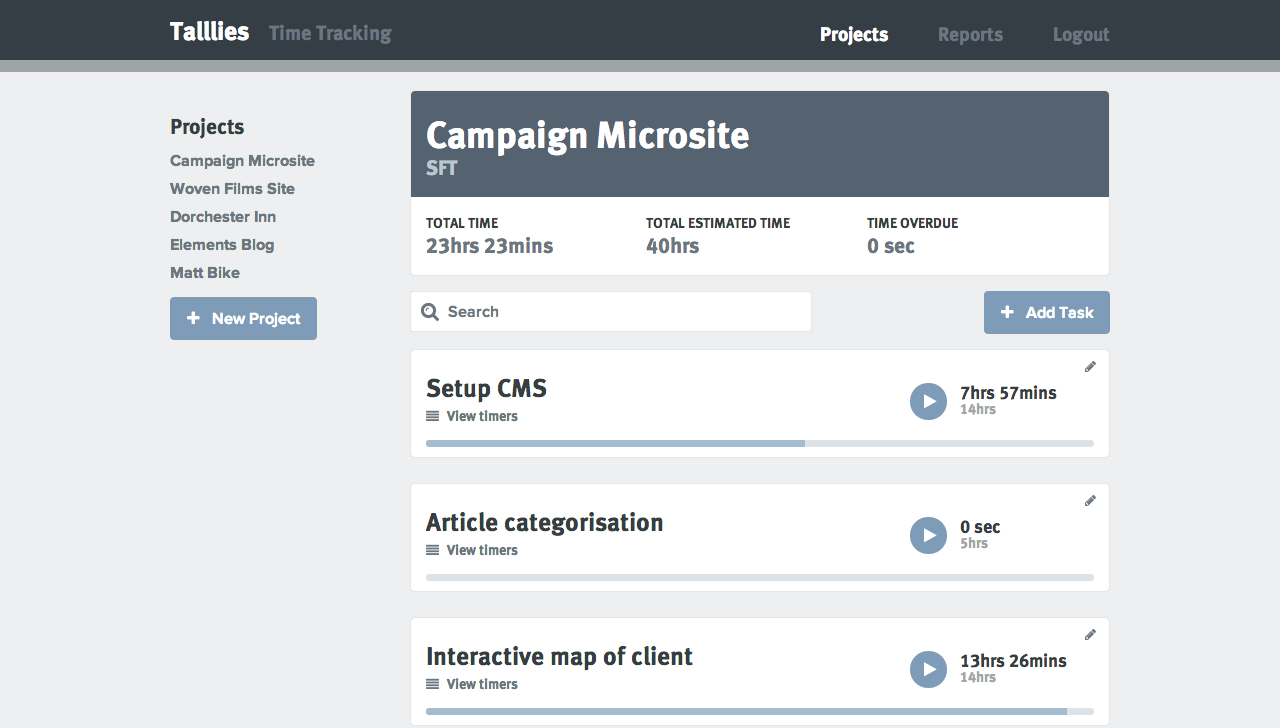 Talllies Time Tracking Projects Reports Logout
Projects
Campaign Microsite
Woven Films Site
Dorchester Inn
Elements Blog
Matt Bike
New Project
Campaign Microsite
SFT
TOTAL TIME TOTAL ESTIMATED TIME TIME OVERDUE
23hrs 23mins 40hrs 0 sec
Search Add Task
Setup CMS
View timers
7hrs 57mins
14hrs
Article categorisation
View timers
0 sec
5hrs
Interactive map of client
View timers
13hrs 26mins
14hrs